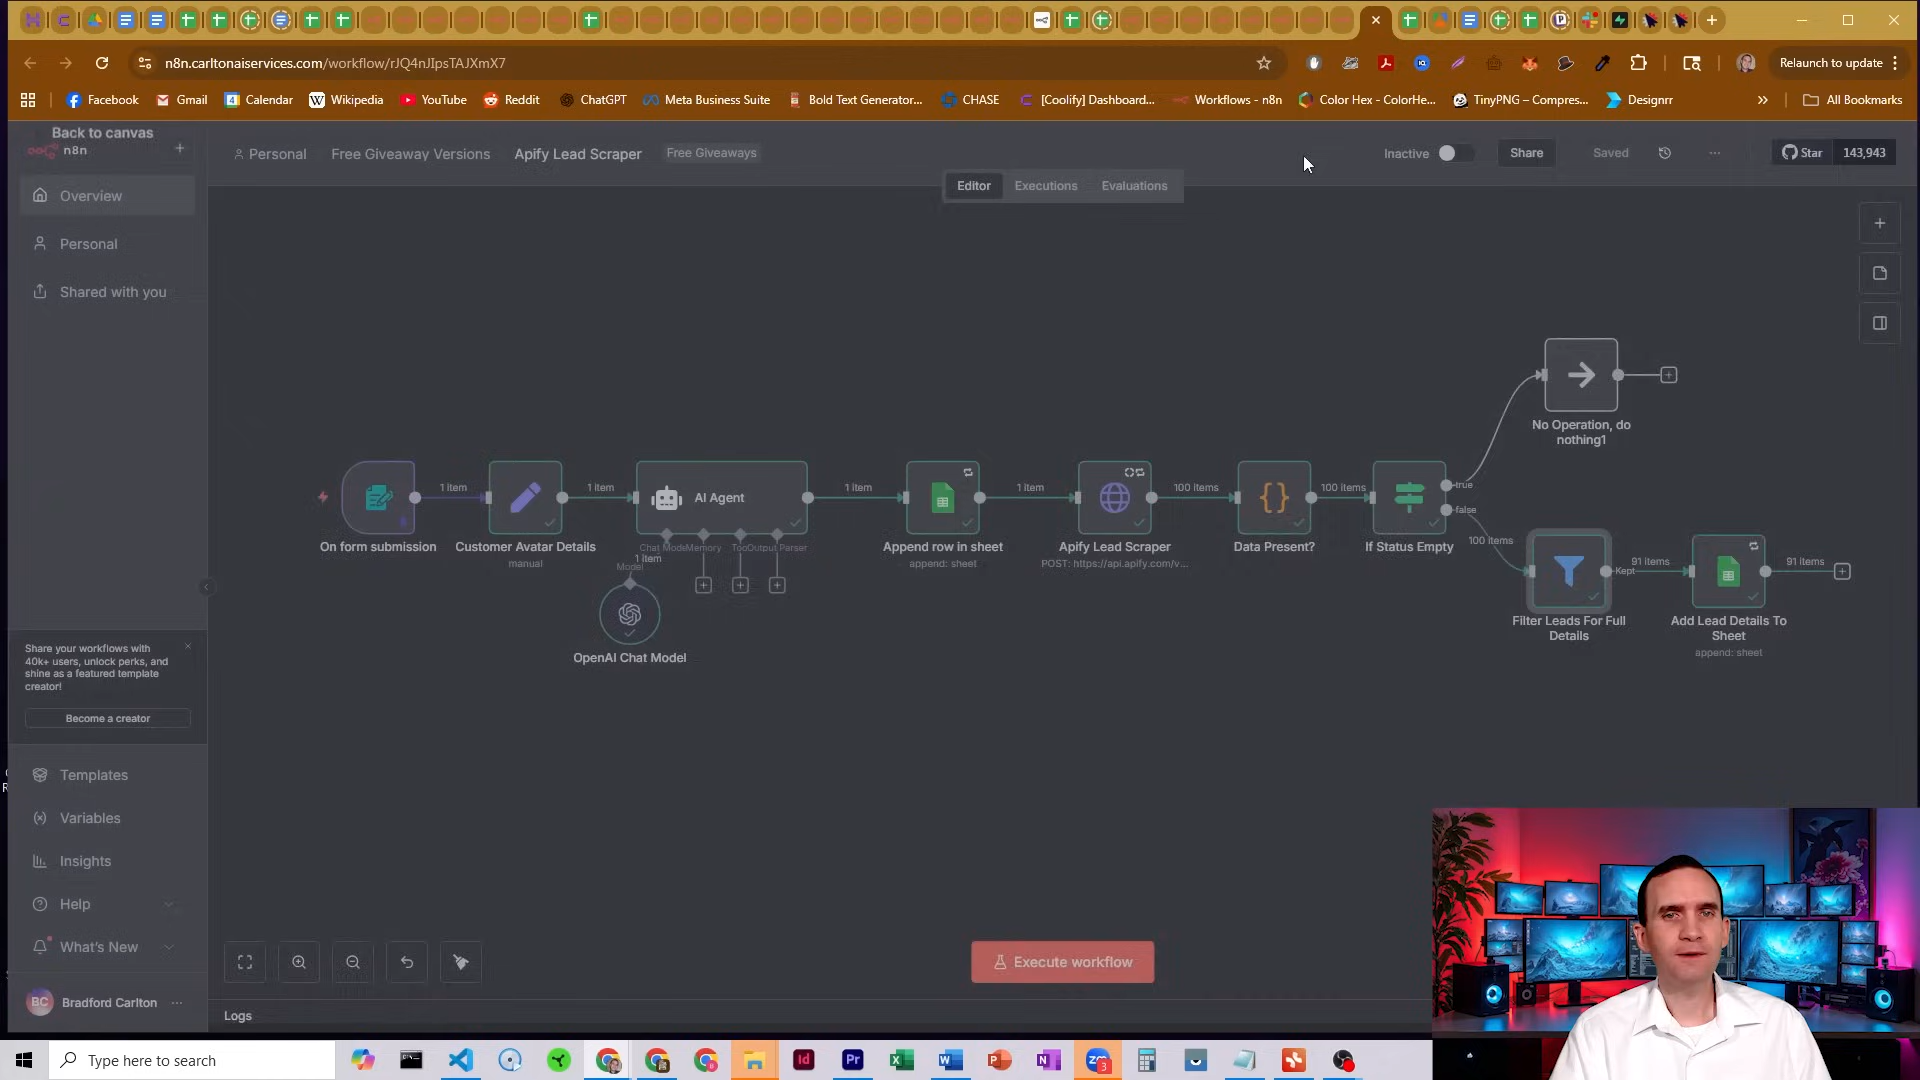 n8n.carltonaiservices.com/workflow/rJQ4nJIpsTAJXmX7
Relaunch to update
Facebook
Gmail
Calendar
Wikipedia
YouTube
Reddit
ChatGPT
Meta Business Suite
Bold Text Generator...
CHASE
[Coolify] Dashboard...
Workflows - n8n
Color Hex - ColorHe...
TinyPNG – Compres...
Designrr
All Bookmarks
Back to canvas
n8n
Personal
Free Giveaway Versions
Apify Lead Scraper
Free Giveaways
Inactive
Share
Saved
Star
143,943
Editor
Executions
Evaluations
Overview
Personal
Shared with you
No Operation, do
nothing1
1 item
1 item
AI Agent
1 item
1 item
100 items
100 items
true
false
On form submission
Customer Avatar Details
manual
Memory
Output Parser
1 item
Model
Append row in sheet
append: sheet
Apify Lead Scraper
POST: https://api.apify.com/v...
Data Present?
If Status Empty
100 items
Kept
91 items
91 items
Filter Leads For Full
Details
Add Lead Details To
Sheet
append: sheet
OpenAI Chat Model
Share your workflows with
40k+ users, unlock perks, and
shine as a featured template
creator!
Become a creator
Templates
Variables
Insights
Help
What's New
BC
Bradford Carlton
Execute workflow
Logs
Type here to search